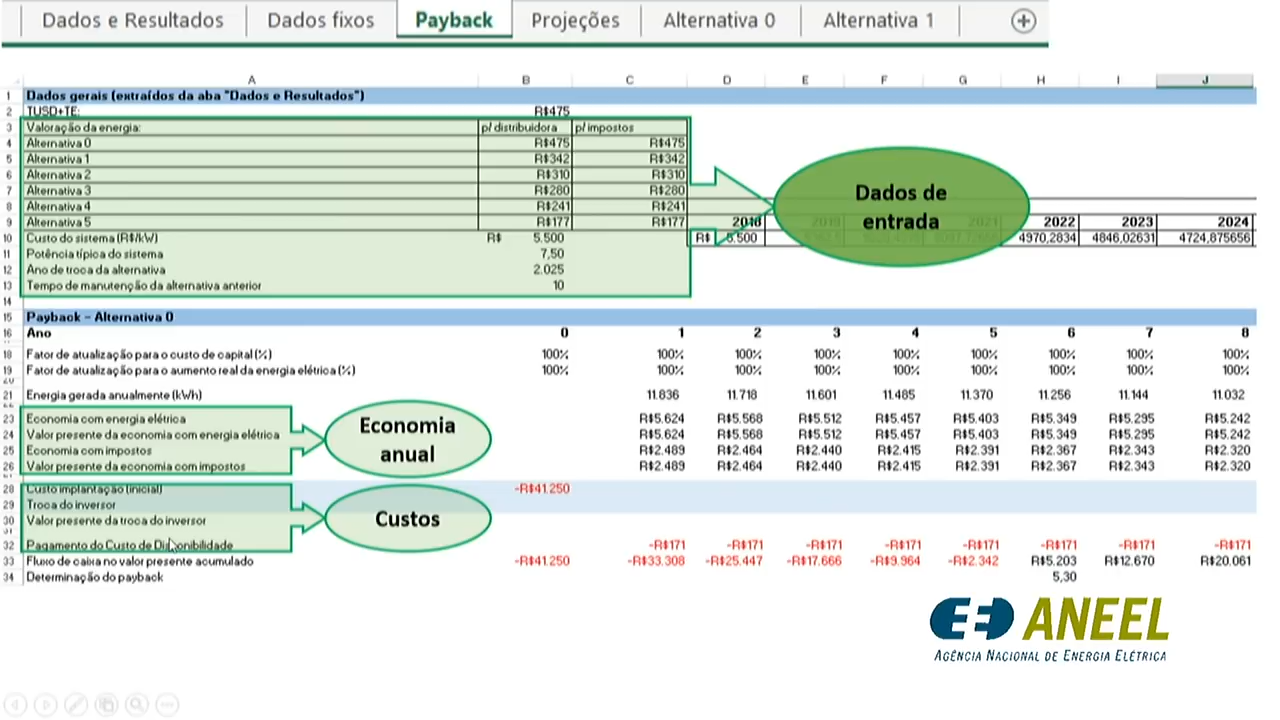 Dados e Resultados Dados fixos Payback Projeções Alternativa 0 Alternativa 1
A B C D E F G H I J
1 Dados gerais (extraídos da aba "Dados e Resultados")
2 TUSD+TE: R$475
3 Valoração da energia: p/ distribuidora p/ impostos
4 Alternativa 0 R$475 R$475
5 Alternativa 1 R$342 R$342
6 Alternativa 2 R$310 R$310
7 Alternativa 3 R$280 R$280
8 Alternativa 4 R$241 R$241
9 Alternativa 5 R$177 R$177 2018 2022 2023 2024
10 Custo do sistema (R$/kW) R$ 5.500 R$ 5.500 4970,2834 4846,02631 4724,875656
11 Potência típica do sistema 7,50
12 Ano de troca da alternativa 2.025
13 Tempo de manutenção da alternativa anterior 10
Dados de
entrada
14
15 Payback - Alternativa 0
16 Ano 0 1 2 3 4 5 6 7 8
18 Fator de atualização para o custo de capital (%) 100% 100% 100% 100% 100% 100% 100% 100% 100%
19 Fator de atualização para o aumento real da energia elétrica (%) 100% 100% 100% 100% 100% 100% 100% 100% 100%
21 Energia gerada anualmente (kWh) 11.836 11.718 11.601 11.485 11.370 11.256 11.144 11.032
23 Economia com energia elétrica R$5.624 R$5.568 R$5.512 R$5.457 R$5.403 R$5.349 R$5.295 R$5.242
24 Valor presente da economia com energia elétrica R$5.624 R$5.568 R$5.512 R$5.457 R$5.403 R$5.349 R$5.295 R$5.242
25 Economia com impostos R$2.489 R$2.464 R$2.440 R$2.415 R$2.391 R$2.367 R$2.343 R$2.320
26 Valor presente da economia com impostos R$2.489 R$2.464 R$2.440 R$2.415 R$2.391 R$2.367 R$2.343 R$2.320
Economia
anual
28 Custo implantação (inicial) -R$41.250
29 Troca do inversor
30 Valor presente da troca do inversor
Custos
32 Pagamento do Custo de Disponibilidade -R$171 -R$171 -R$171 -R$171 -R$171 -R$171 -R$171 -R$171
33 Fluxo de caixa no valor presente acumulado -R$41.250 -R$33.308 -R$25.447 -R$17.666 -R$9.964 -R$2.342 R$5.203 R$12.670 R$20.061
34 Determinação do payback 5,30
ANEEL
AGÊNCIA NACIONAL DE ENERGIA ELÉTRICA